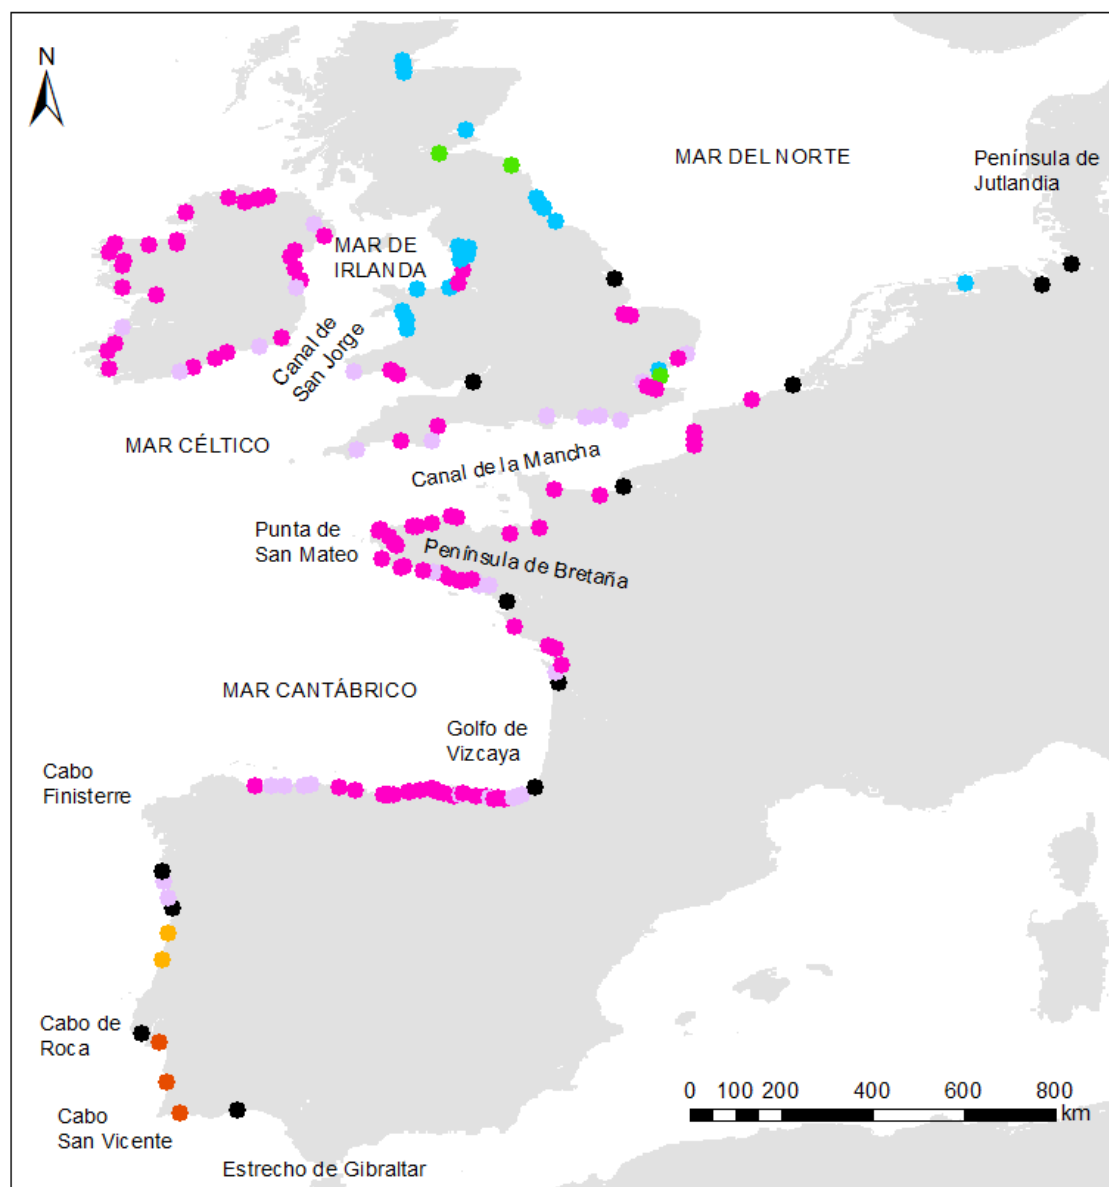 N
MAR DEL NORTE
Península de
Jutlandia
MAR DE
IRLANDA
Canal de
San Jorge
MAR CÉLTICO
Canal de la Mancha
Punta de
San Mateo
Península de Bretaña
MAR CANTÁBRICO
Golfo de
Vizcaya
Cabo
Finisterre
Cabo de
Roca
Cabo
San Vicente
0 100 200 400 600 800
km
Estrecho de Gibraltar